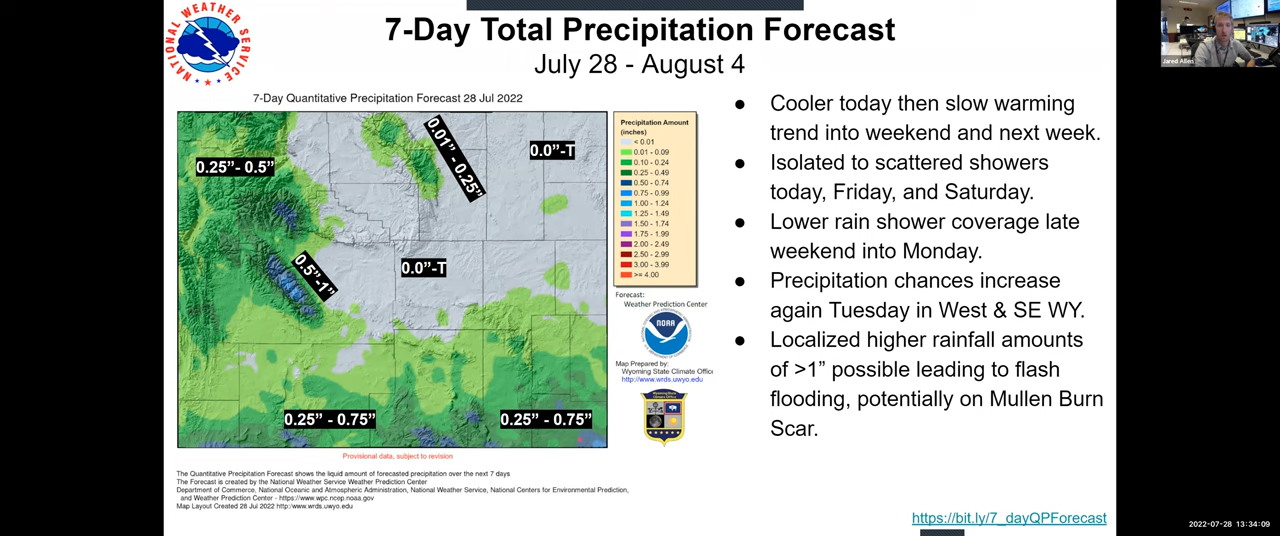 7-Day Total Precipitation Forecast
July 28 - August 4
NATIONAL WEATHER SERVICE
Jared Allen
7-Day Quantitative Precipitation Forecast 28 Jul 2022
0.25”- 0.5”
0.01” - 0.25”
0.0”-T
0.5”-1”
0.0”-T
0.25” - 0.75”
0.25” - 0.75”
Precipitation Amount
(inches)
< 0.01
0.01 - 0.09
0.10 - 0.24
0.25 - 0.49
0.50 - 0.74
0.75 - 0.99
1.00 - 1.24
1.25 - 1.49
1.50 - 1.74
1.75 - 1.99
2.00 - 2.49
2.50 - 2.99
3.00 - 3.99
>= 4.00
Forecast:
Weather Prediction Center
NOAA
Map Prepared by:
Wyoming State Climate Offic
http://www.wrds.uwyo.edu
Provisional data, subject to revision
The Quantitative Precipitation Forecast shows the liquid amount of forecasted precipitation over the next 7 days
The Forecast is created by the National Weather Service Weather Prediction Center
Department of Commerce, National Oceanic and Atmospheric Administration, National Weather Service, National Centers for Environmental Prediction,
and Weather Prediction Center - https://www.wpc.ncep.noaa.gov
Map Layout Created 28 Jul 2022 http:/www.wrds.uwyo.edu
● Cooler today then slow warming
trend into weekend and next week.
● Isolated to scattered showers
today, Friday, and Saturday.
● Lower rain shower coverage late
weekend into Monday.
● Precipitation chances increase
again Tuesday in West & SE WY.
● Localized higher rainfall amounts
of >1” possible leading to flash
flooding, potentially on Mullen Burn
Scar.
https://bit.ly/7_dayQPForecast
2022-07-28 13:34:09